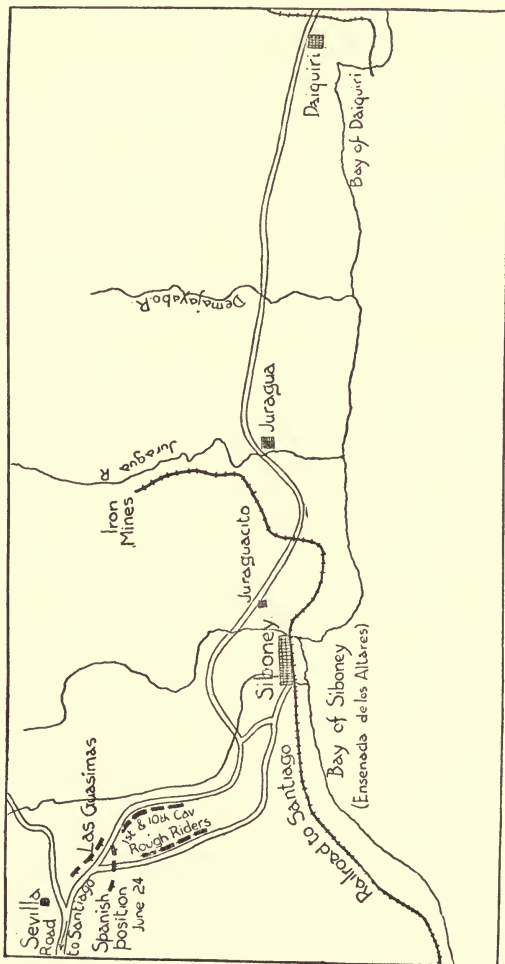 Sevilla
Road
to Santiago
Las Guasimas
Spanish
position
June 24
1st & 10th Cav
Rough Riders
Siboney
Juraguacito
Iron
Mines
Juragua
R
Juragua
Demajayabo R.
Daiquiri
Bay of Daiquiri
Bay of Siboney
(Ensenada de los Altares)
Railroad to Santiago